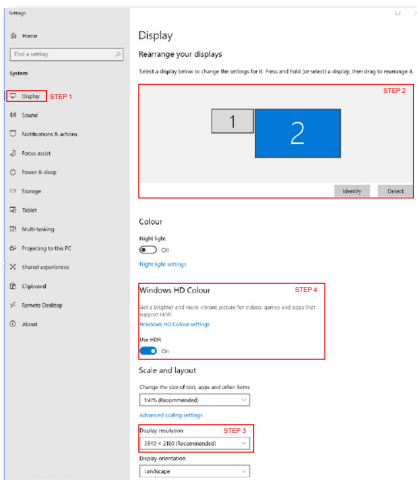 Settings
Home
Find a setting
System
Display STEP 1
Sound
Notifications & actions
Focus assist
Power & sleep
Storage
Tablet
Multi-tasking
Projecting to this PC
Shared experiences
Clipboard
Remote Desktop
About
Display
Rearrange your displays
Select a display below to change the settings for it. Press and hold (or select) a display, then drag to rearrange it.
STEP 2
1
2
Identify Detect
Colour
Night light
Off
Night light settings
Windows HD Colour STEP 4
Get a brighter and more vibrant picture for videos, games and apps that
support HDR.
Windows HD Colour settings
Use HDR
On
Scale and layout
Change the size of text, apps and other items
150% (Recommended)
Advanced scaling settings
Display resolution STEP 3
3840 × 2160 (Recommended)
Display orientation
Landscape